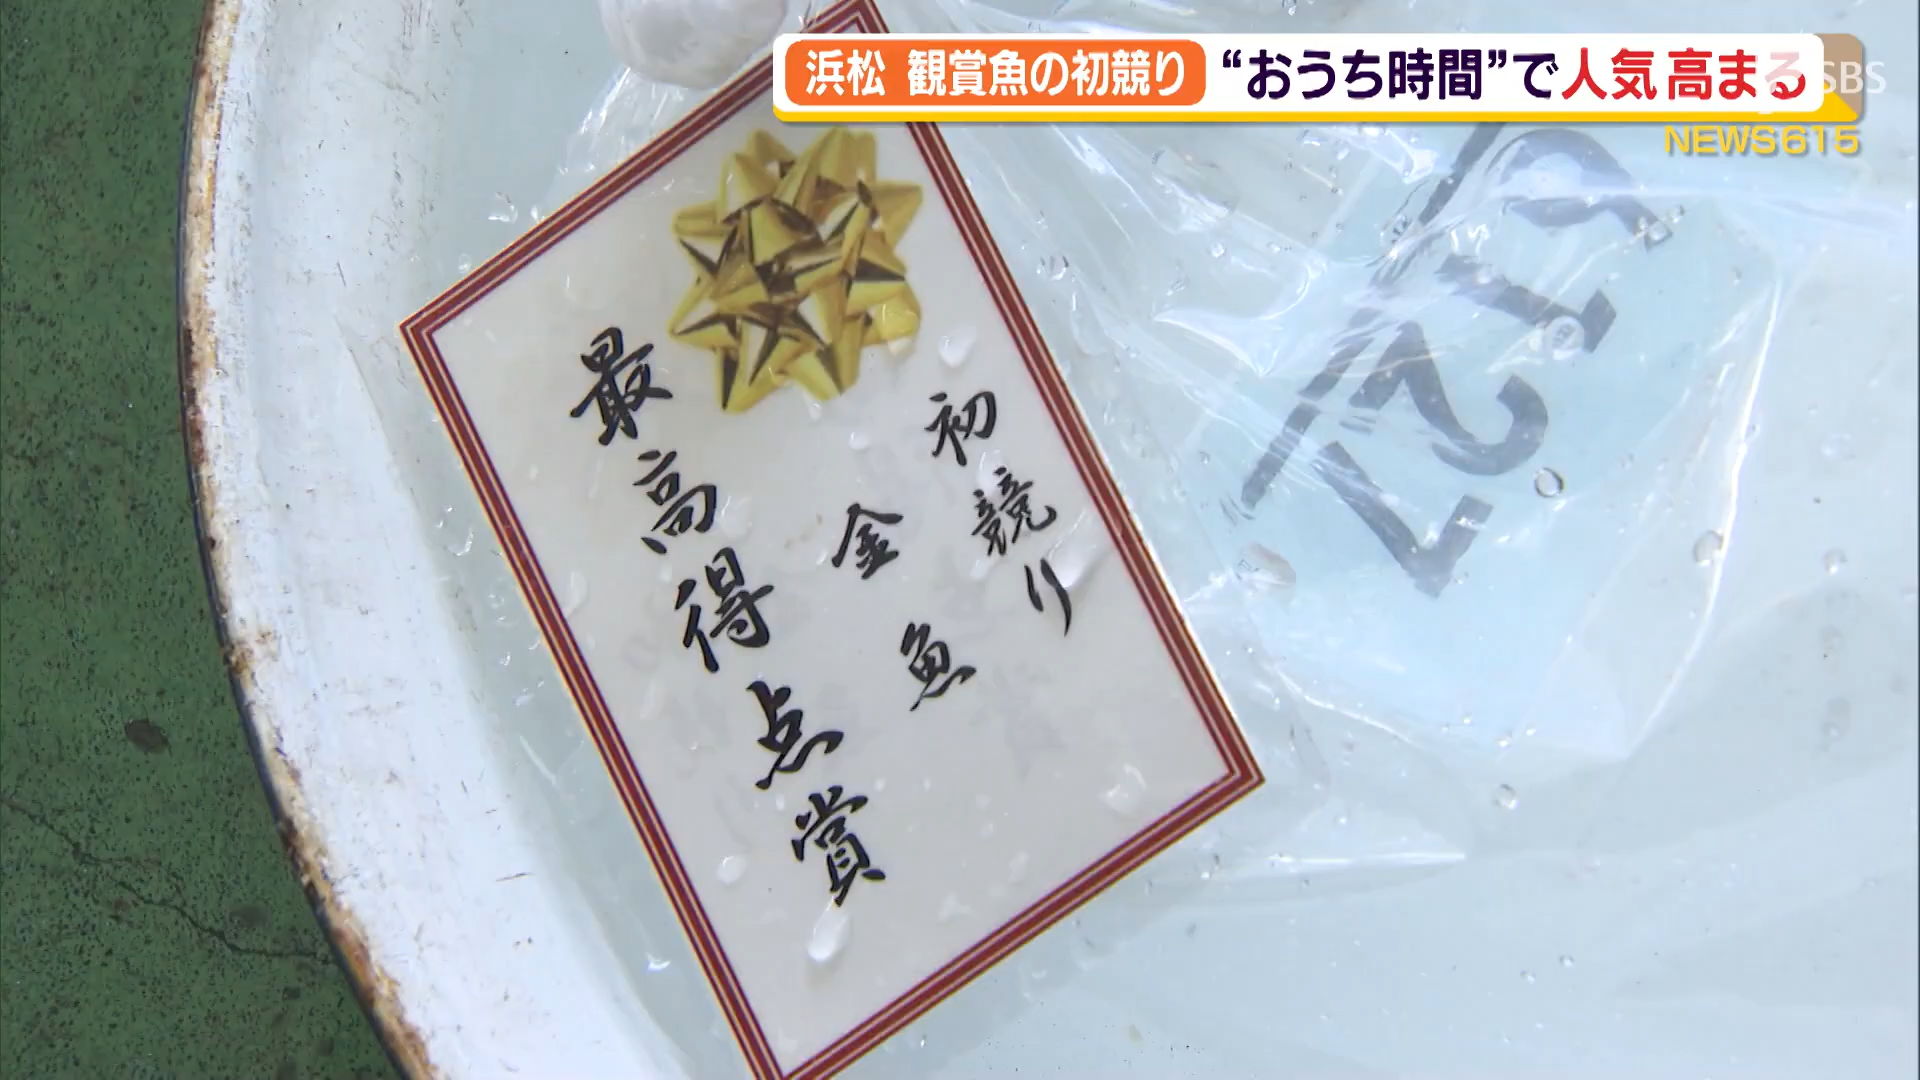 浜松 観賞魚の初競り “おうち時間”で人気高まる
SBS
NEWS615
初競り
金魚
最高得点賞